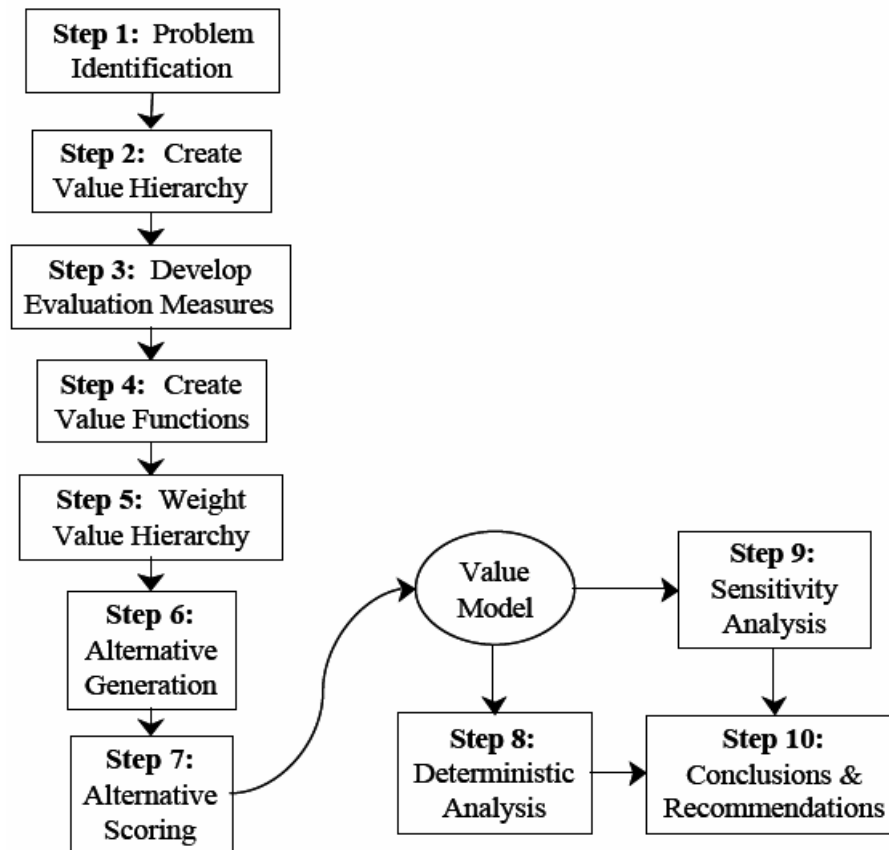 Step 1: Problem
Identification
Step 2: Create
Value Hierarchy
Step 3: Develop
Evaluation Measures
Step 4: Create
Value Functions
Step 5: Weight
Value Hierarchy
Step 6:
Alternative
Generation
Step 7:
Alternative
Scoring
Value
Model
Step 8:
Deterministic
Analysis
Step 9:
Sensitivity
Analysis
Step 10:
Conclusions &
Recommendations